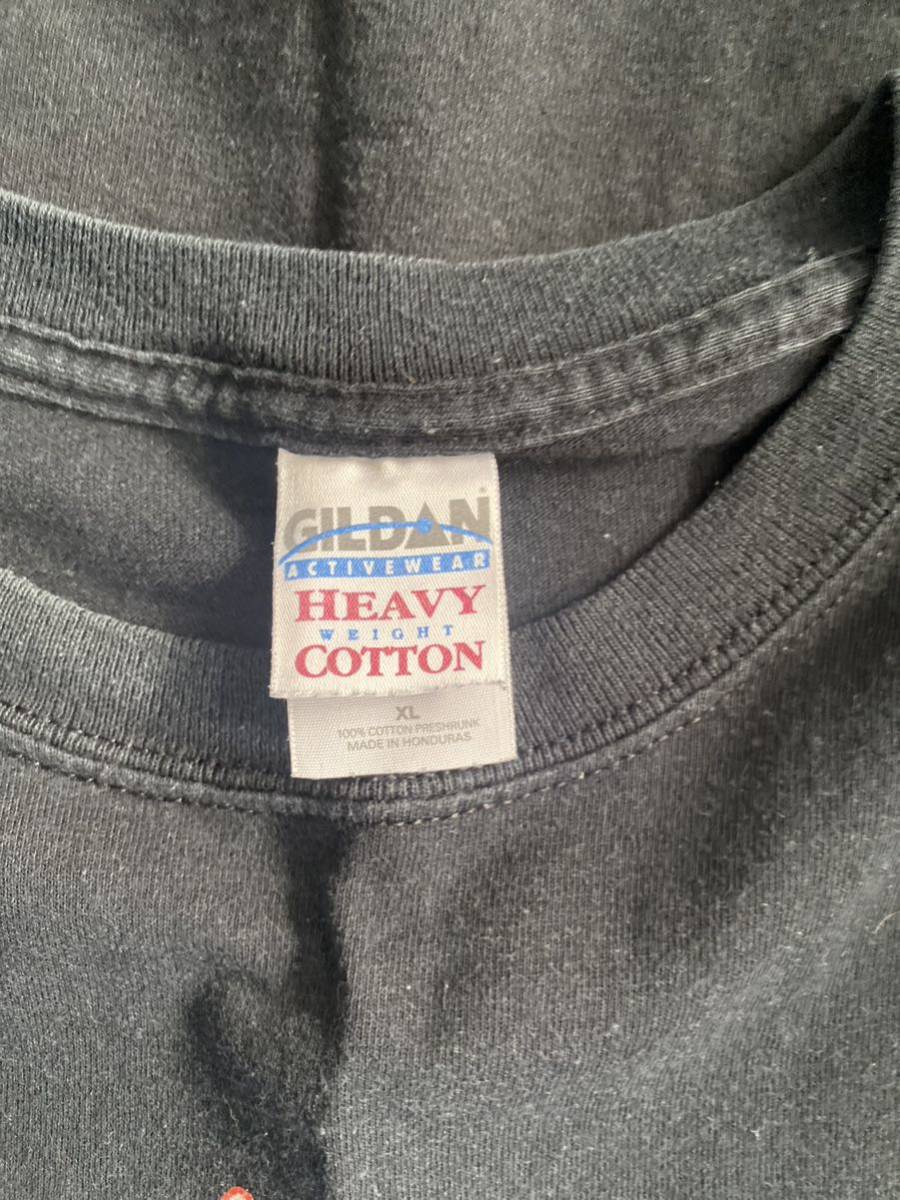 GILDAN®
ACTIVEWEAR
HEAVY
WEIGHT
COTTON
XL
100% COTTON PRESHRUNK
MADE IN HONDURAS